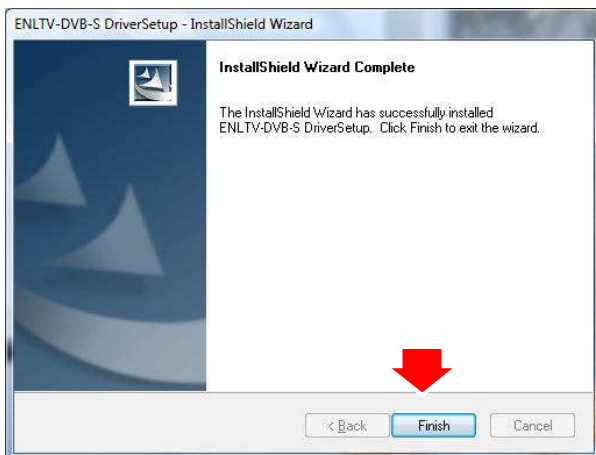 ENLTV-DVB-S DriverSetup - InstallShield Wizard
InstallShield Wizard Complete
The InstallShield Wizard has successfully installed
ENLTV-DVB-S DriverSetup. Click Finish to exit the wizard.
< Back Finish Cancel